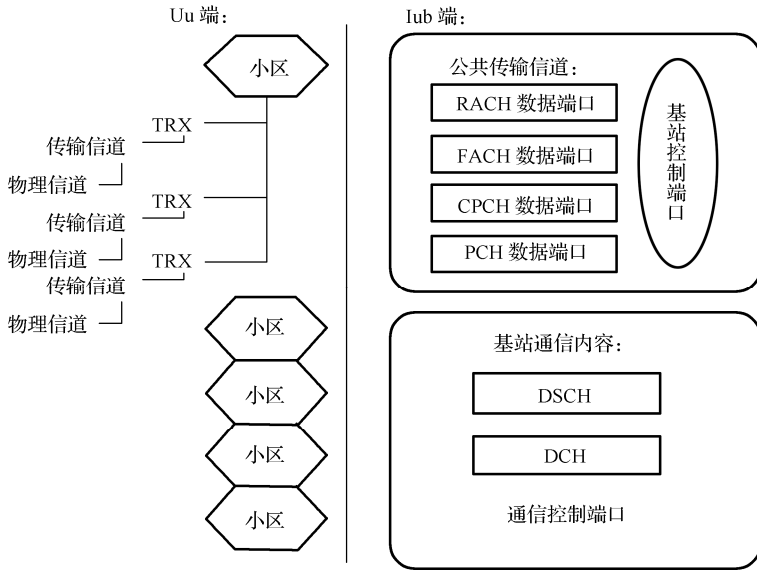 Uu 端：
小区
TRX
传输信道
物理信道
TRX
传输信道
物理信道
TRX
传输信道
物理信道
小区
小区
小区
小区
Iub 端：
公共传输信道：
RACH 数据端口
FACH 数据端口
CPCH 数据端口
PCH 数据端口
基站控制端口
基站通信内容：
DSCH
DCH
通信控制端口